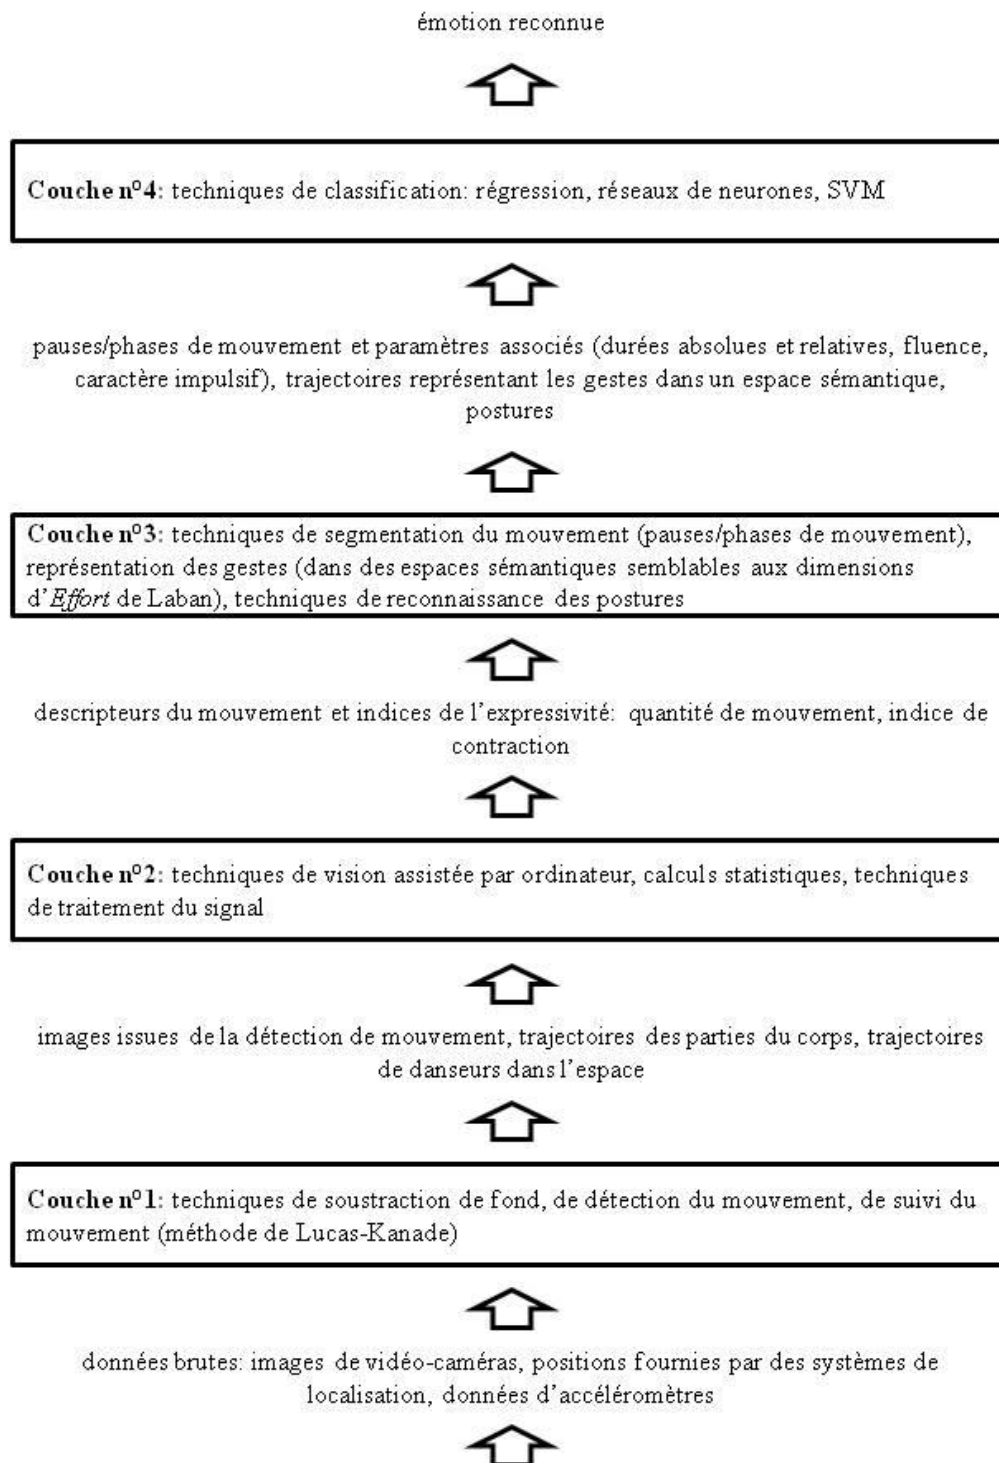 émotion reconnue
Couche n°4: techniques de classification: régression, réseaux de neurones, SVM
pauses/phases de mouvement et paramètres associés (durées absolues et relatives, fluence,
caractère impulsif), trajectoires représentant les gestes dans un espace sémantique,
postures
Couche n°3: techniques de segmentation du mouvement (pauses/phases de mouvement),
représentation des gestes (dans des espaces sémantiques semblables aux dimensions
d’Effort de Laban), techniques de reconnaissance des postures
descripteurs du mouvement et indices de l’expressivité: quantité de mouvement, indice de
contraction
Couche n°2: techniques de vision assistée par ordinateur, calculs statistiques, techniques
de traitement du signal
images issues de la détection de mouvement, trajectoires des parties du corps, trajectoires
de danseurs dans l’espace
Couche n°1: techniques de soustraction de fond, de détection du mouvement, de suivi du
mouvement (méthode de Lucas-Kanade)
données brutes: images de vidéo-caméras, positions fournies par des systèmes de
localisation, données d’accéléromètres